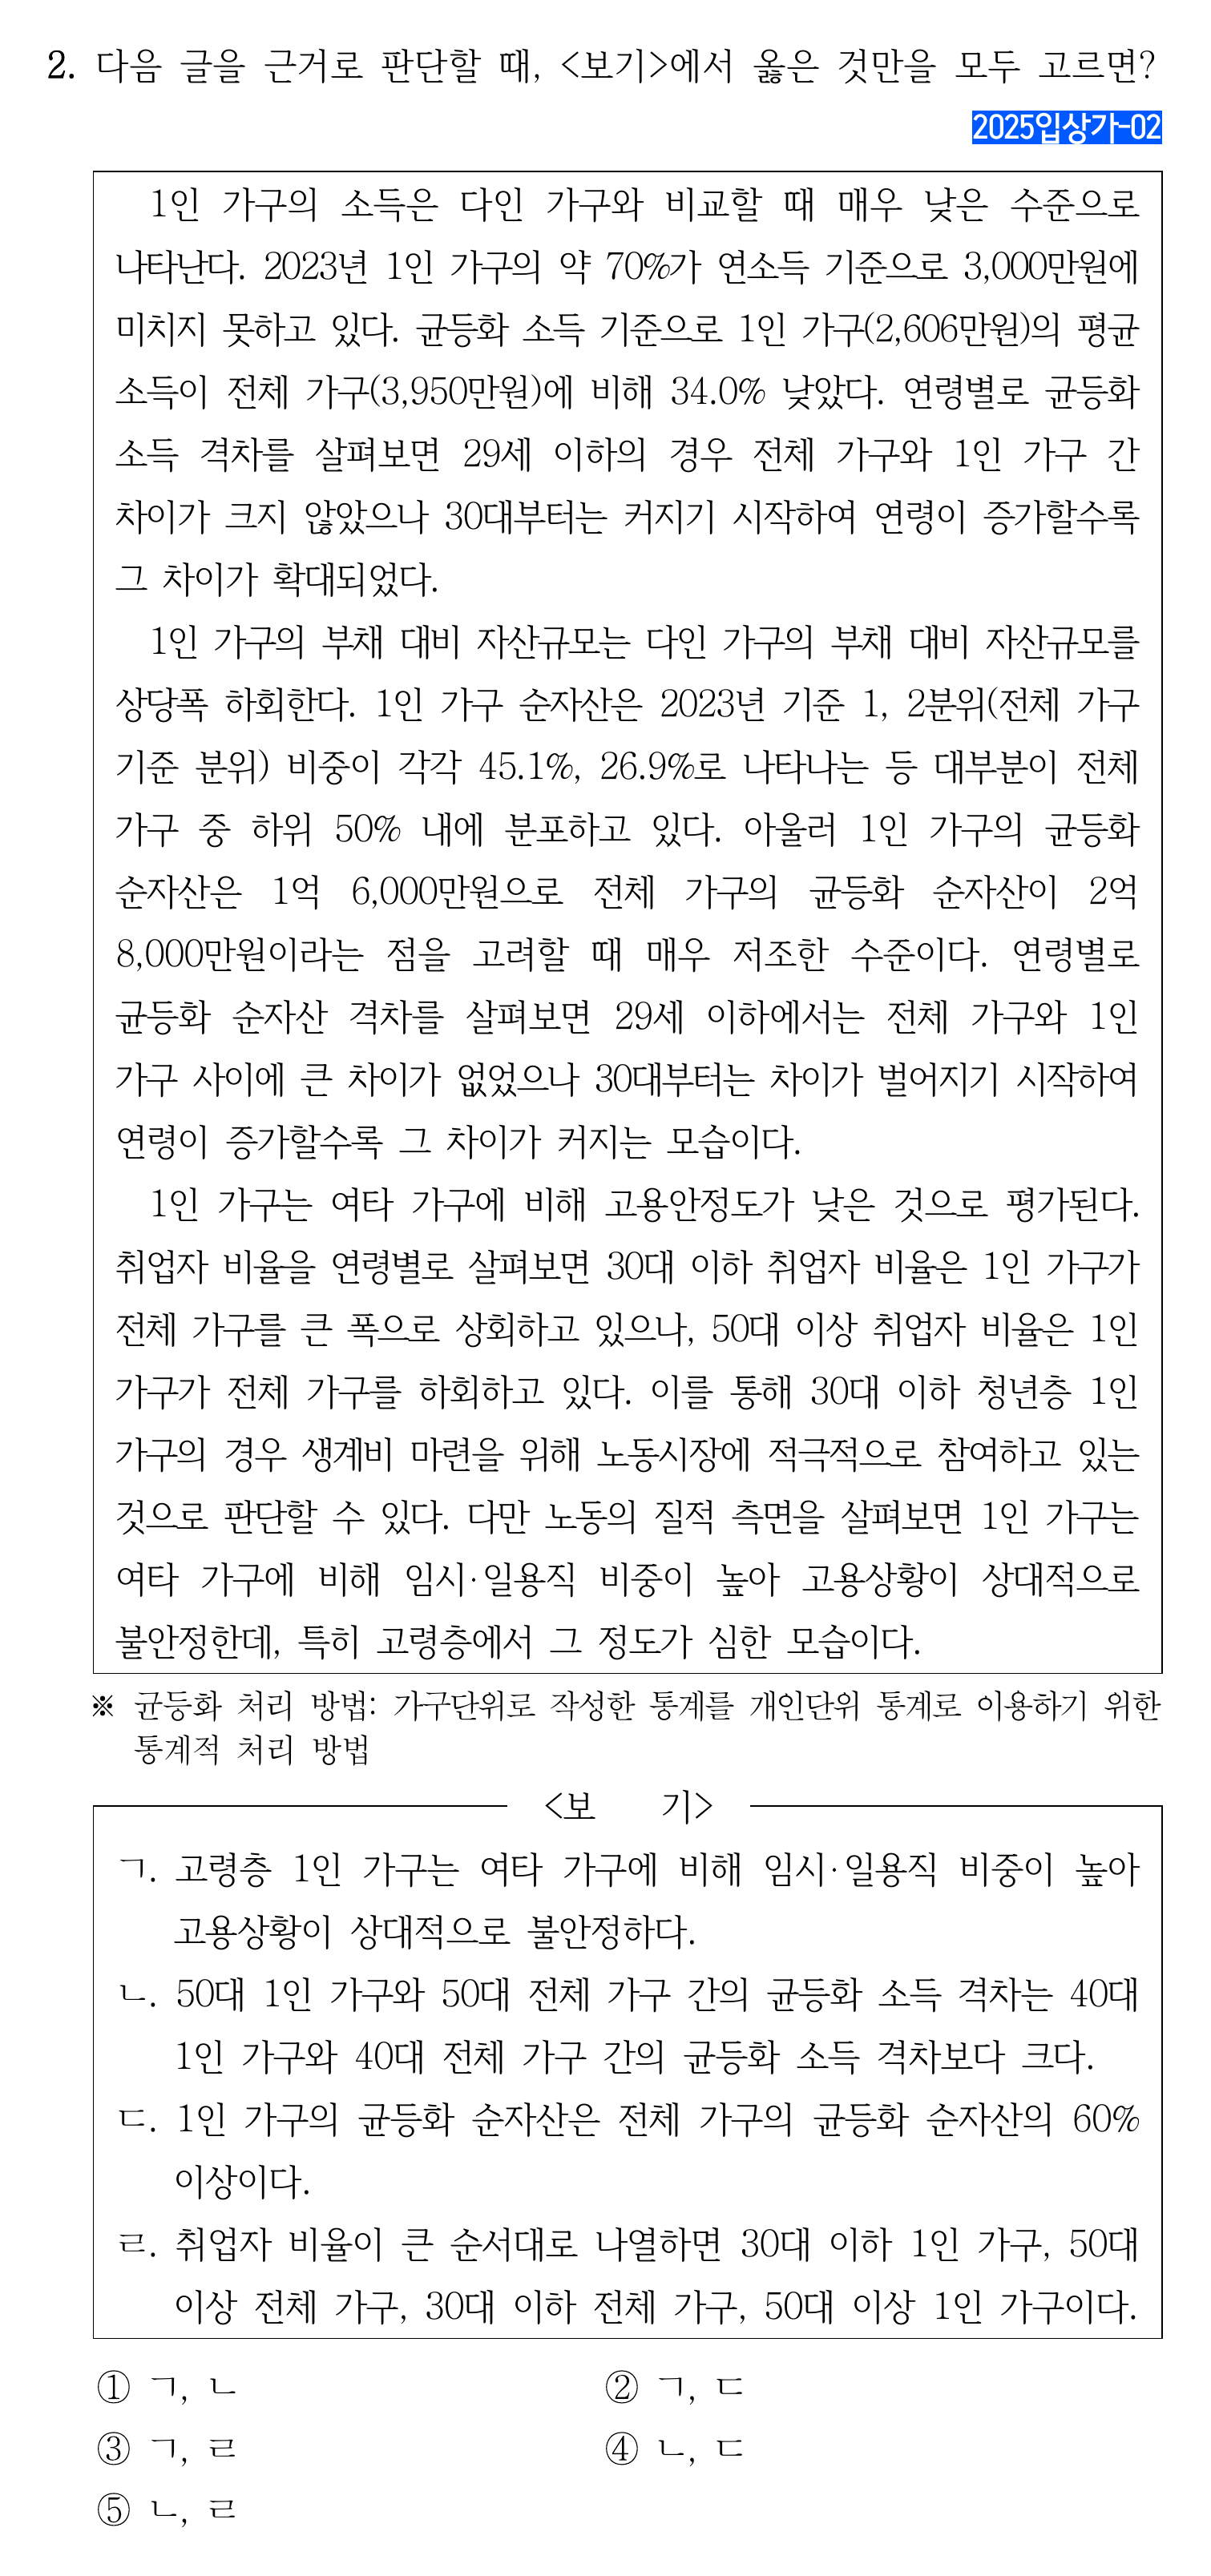 2. 다음 글을 근거로 판단할 때, <보기>에서 옳은 것만을 모두 고르면?
2025입상가-02
1인 가구의 소득은 다인 가구와 비교할 때 매우 낮은 수준으로
나타난다. 2023년 1인 가구의 약 70%가 연소득 기준으로 3,000만원에
미치지 못하고 있다. 균등화 소득 기준으로 1인 가구(2,606만원)의 평균
소득이 전체 가구(3,950만원)에 비해 34.0% 낮았다. 연령별로 균등화
소득 격차를 살펴보면 29세 이하의 경우 전체 가구와 1인 가구 간
차이가 크지 않았으나 30대부터는 커지기 시작하여 연령이 증가할수록
그 차이가 확대되었다.
1인 가구의 부채 대비 자산규모는 다인 가구의 부채 대비 자산규모를
상당폭 하회한다. 1인 가구 순자산은 2023년 기준 1, 2분위(전체 가구
기준 분위) 비중이 각각 45.1%, 26.9%로 나타나는 등 대부분이 전체
가구 중 하위 50% 내에 분포하고 있다. 아울러 1인 가구의 균등화
순자산은 1억 6,000만원으로 전체 가구의 균등화 순자산이 2억
8,000만원이라는 점을 고려할 때 매우 저조한 수준이다. 연령별로
균등화 순자산 격차를 살펴보면 29세 이하에서는 전체 가구와 1인
가구 사이에 큰 차이가 없었으나 30대부터는 차이가 벌어지기 시작하여
연령이 증가할수록 그 차이가 커지는 모습이다.
1인 가구는 여타 가구에 비해 고용안정도가 낮은 것으로 평가된다.
취업자 비율을 연령별로 살펴보면 30대 이하 취업자 비율은 1인 가구가
전체 가구를 큰 폭으로 상회하고 있으나, 50대 이상 취업자 비율은 1인
가구가 전체 가구를 하회하고 있다. 이를 통해 30대 이하 청년층 1인
가구의 경우 생계비 마련을 위해 노동시장에 적극적으로 참여하고 있는
것으로 판단할 수 있다. 다만 노동의 질적 측면을 살펴보면 1인 가구는
여타 가구에 비해 임시·일용직 비중이 높아 고용상황이 상대적으로
불안정한데, 특히 고령층에서 그 정도가 심한 모습이다.
※ 균등화 처리 방법: 가구단위로 작성한 통계를 개인단위 통계로 이용하기 위한
통계적 처리 방법
<보 기>
ㄱ. 고령층 1인 가구는 여타 가구에 비해 임시·일용직 비중이 높아
고용상황이 상대적으로 불안정하다.
ㄴ. 50대 1인 가구와 50대 전체 가구 간의 균등화 소득 격차는 40대
1인 가구와 40대 전체 가구 간의 균등화 소득 격차보다 크다.
ㄷ. 1인 가구의 균등화 순자산은 전체 가구의 균등화 순자산의 60%
이상이다.
ㄹ. 취업자 비율이 큰 순서대로 나열하면 30대 이하 1인 가구, 50대
이상 전체 가구, 30대 이하 전체 가구, 50대 이상 1인 가구이다.
① ㄱ, ㄴ ② ㄱ, ㄷ
③ ㄱ, ㄹ ④ ㄴ, ㄷ
⑤ ㄴ, ㄹ